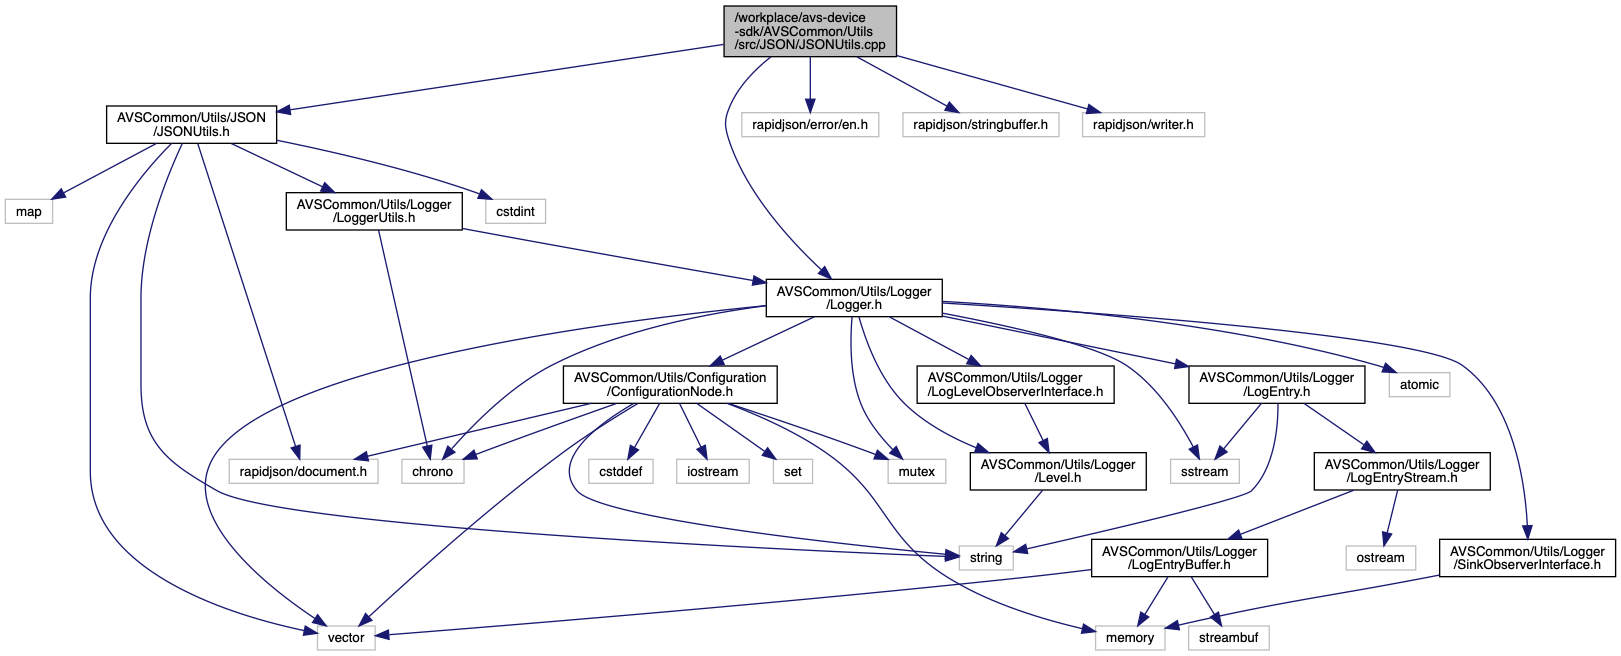 /workplace/avs-device
-sdk/AVSCommon/Utils
/src/JSON/JSONUtils.cpp
AVSCommon/Utils/JSON
/JSONUtils.h
rapidjson/error/en.h
rapidjson/stringbuffer.h
rapidjson/writer.h
map
AVSCommon/Utils/Logger
/LoggerUtils.h
cstdint
AVSCommon/Utils/Logger
/Logger.h
AVSCommon/Utils/Configuration
/ConfigurationNode.h
AVSCommon/Utils/Logger
/LogLevelObserverInterface.h
AVSCommon/Utils/Logger
/LogEntry.h
atomic
rapidjson/document.h
chrono
cstddef
iostream
set
mutex
AVSCommon/Utils/Logger
/Level.h
sstream
AVSCommon/Utils/Logger
/LogEntryStream.h
string
AVSCommon/Utils/Logger
/LogEntryBuffer.h
ostream
AVSCommon/Utils/Logger
/SinkObserverInterface.h
vector
memory
streambuf